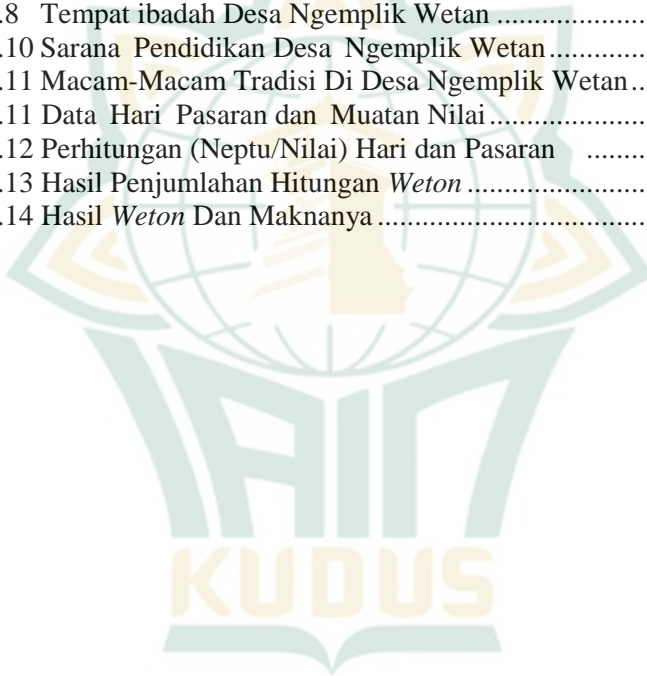 .8 Tempat ibadah Desa Ngemplik Wetan ....................
.10 Sarana Pendidikan Desa Ngemplik Wetan.............
.11 Macam-Macam Tradisi Di Desa Ngemplik Wetan..
.11 Data Hari Pasaran dan Muatan Nilai.....................
.12 Perhitungan (Neptu/Nilai) Hari dan Pasaran ........
.13 Hasil Penjumlahan Hitungan Weton........................
.14 Hasil Weton Dan Maknanya ...................................
IAIN
KUDUS